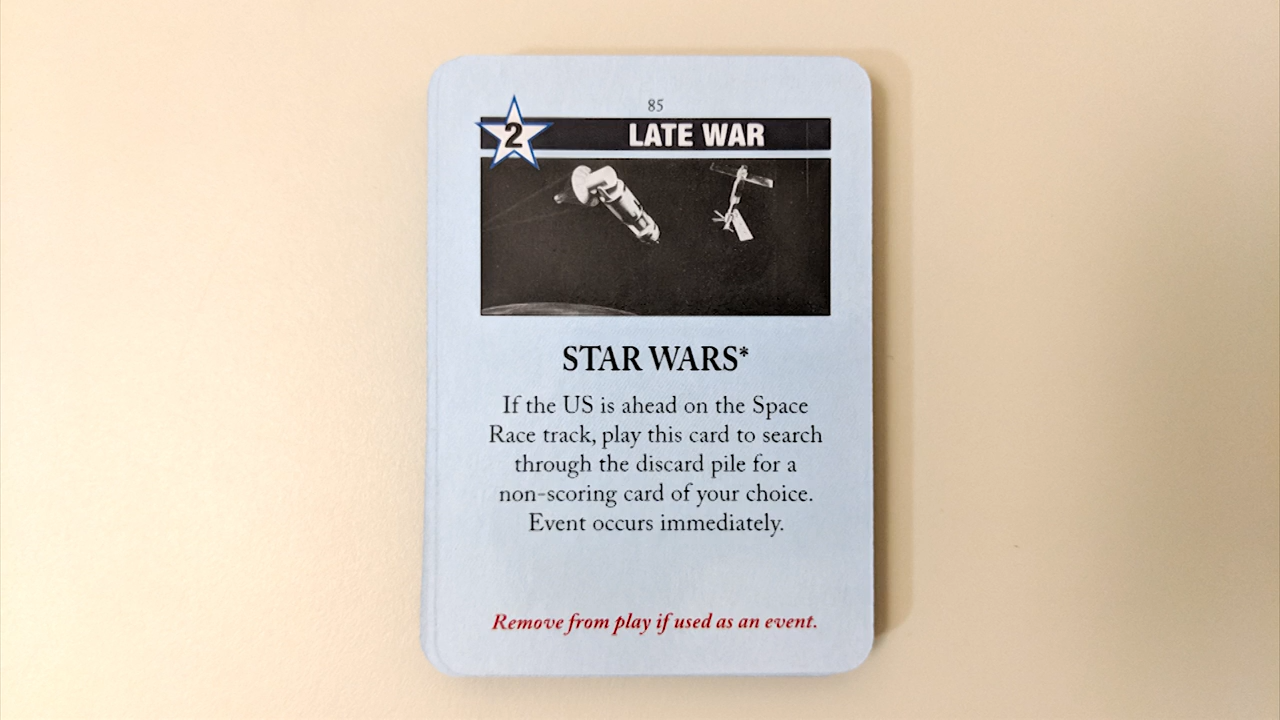 85
2 LATE WAR
STAR WARS*
If the US is ahead on the Space
Race track, play this card to search
through the discard pile for a
non-scoring card of your choice.
Event occurs immediately.
Remove from play if used as an event.